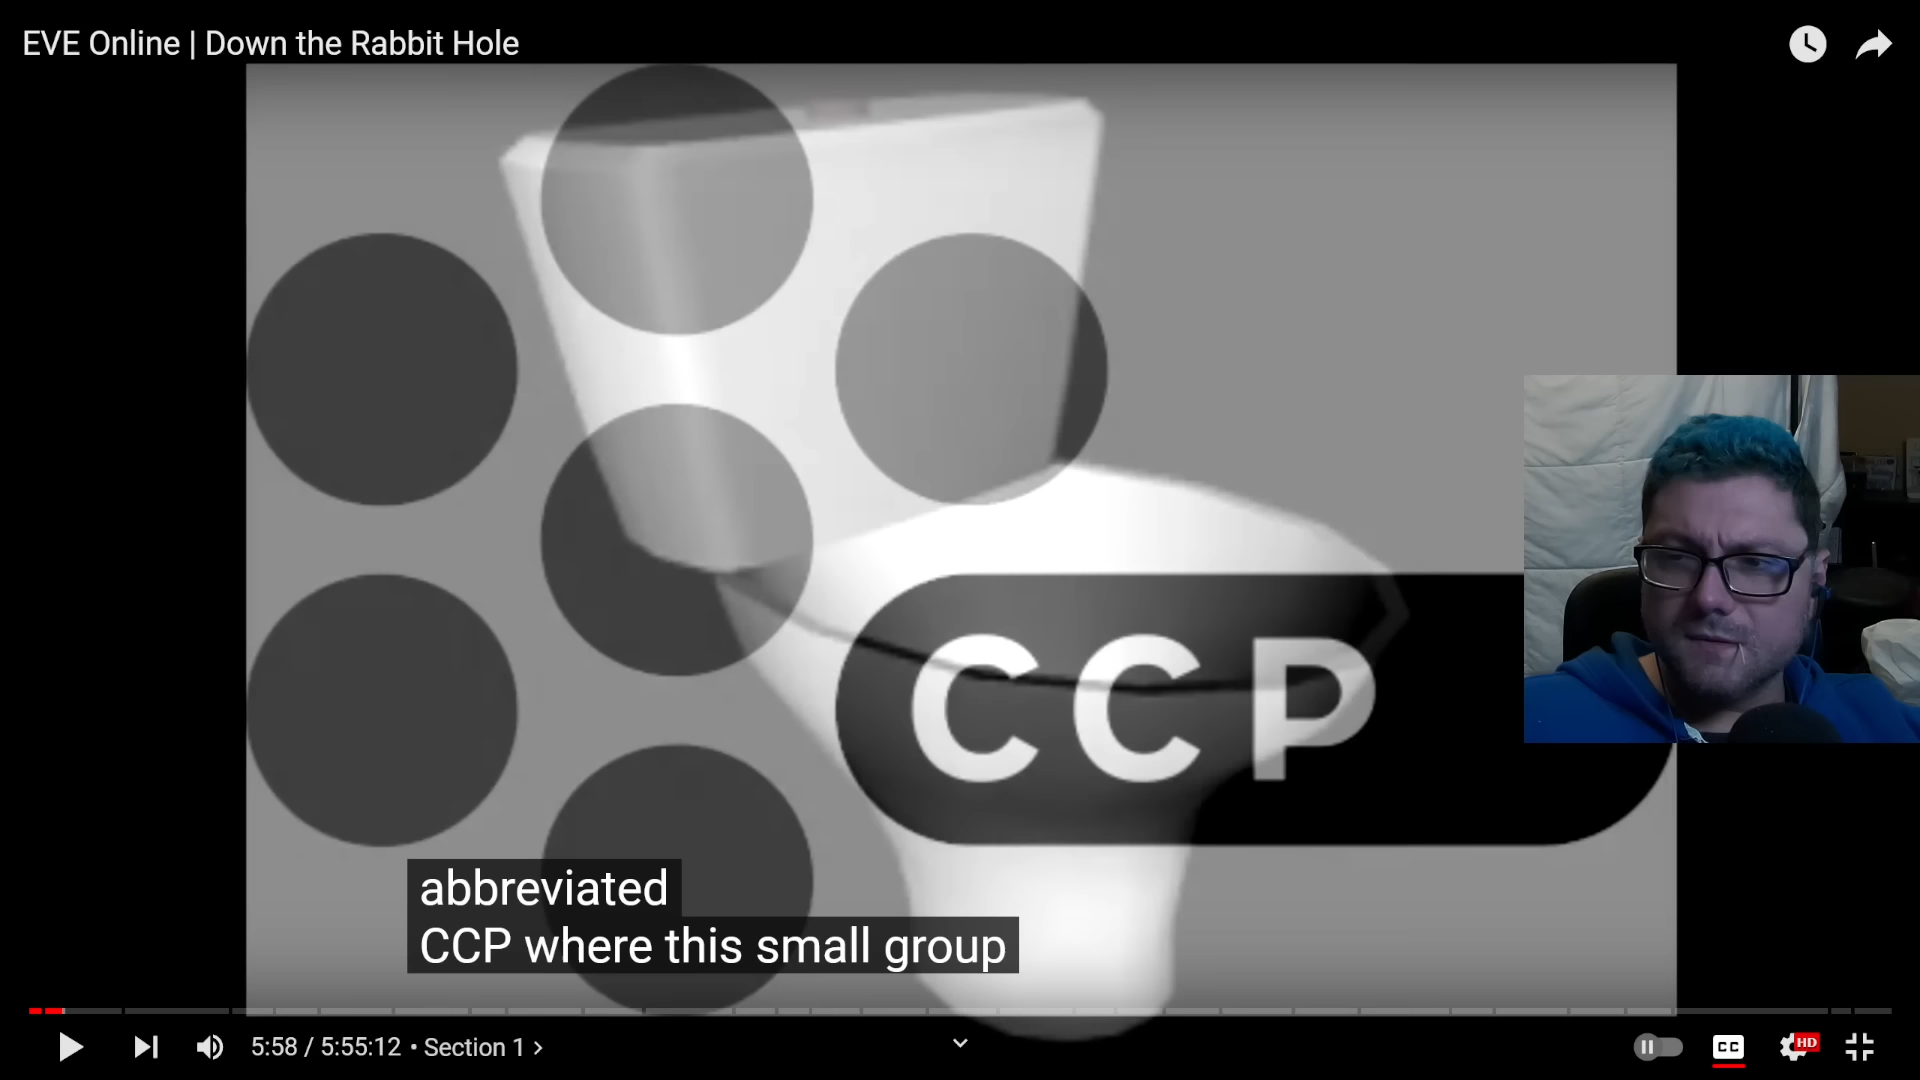 EVE Online | Down the Rabbit Hole
CCP
abbreviated
CCP where this small group
5:58 / 5:55:12 • Section 1 >
CC
HD